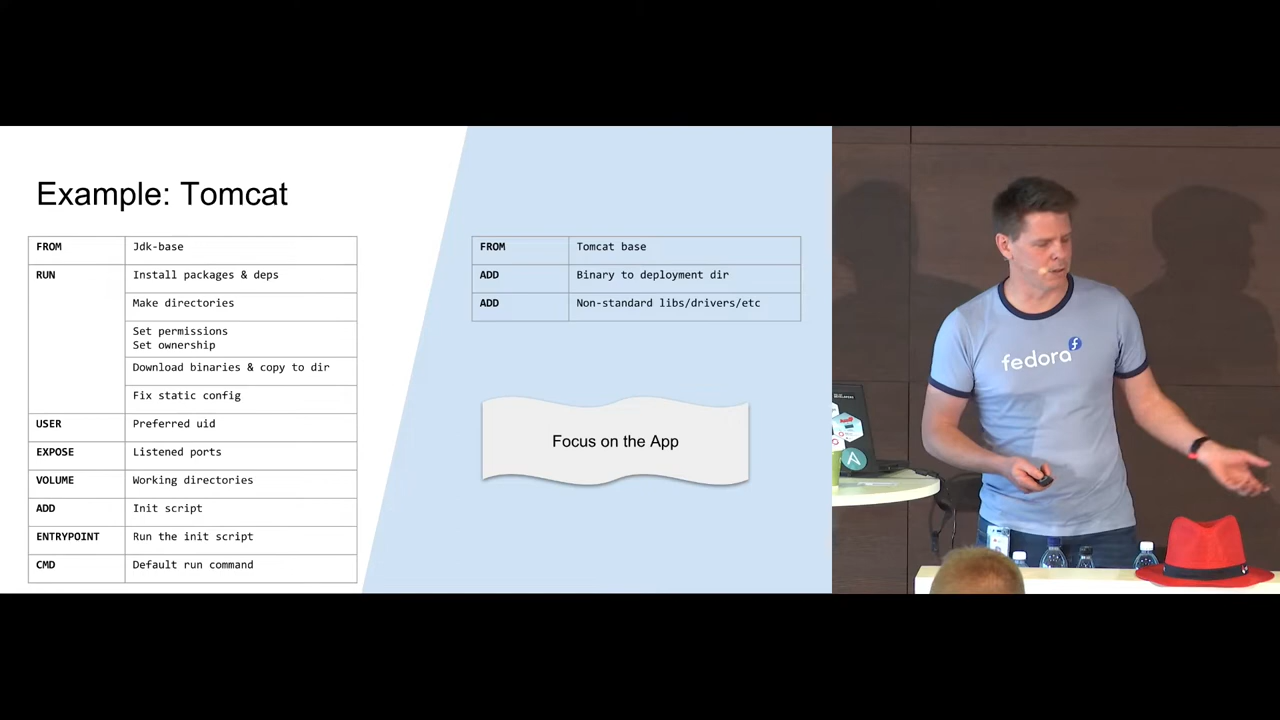 Example: Tomcat
FROM Jdk-base
RUN Install packages & deps
Make directories
Set permissions
Set ownership
Download binaries & copy to dir
Fix static config
USER Preferred uid
EXPOSE Listened ports
VOLUME Working directories
ADD Init script
ENTRYPOINT Run the init script
CMD Default run command
FROM Tomcat base
ADD Binary to deployment dir
ADD Non-standard libs/drivers/etc
Focus on the App
fedora